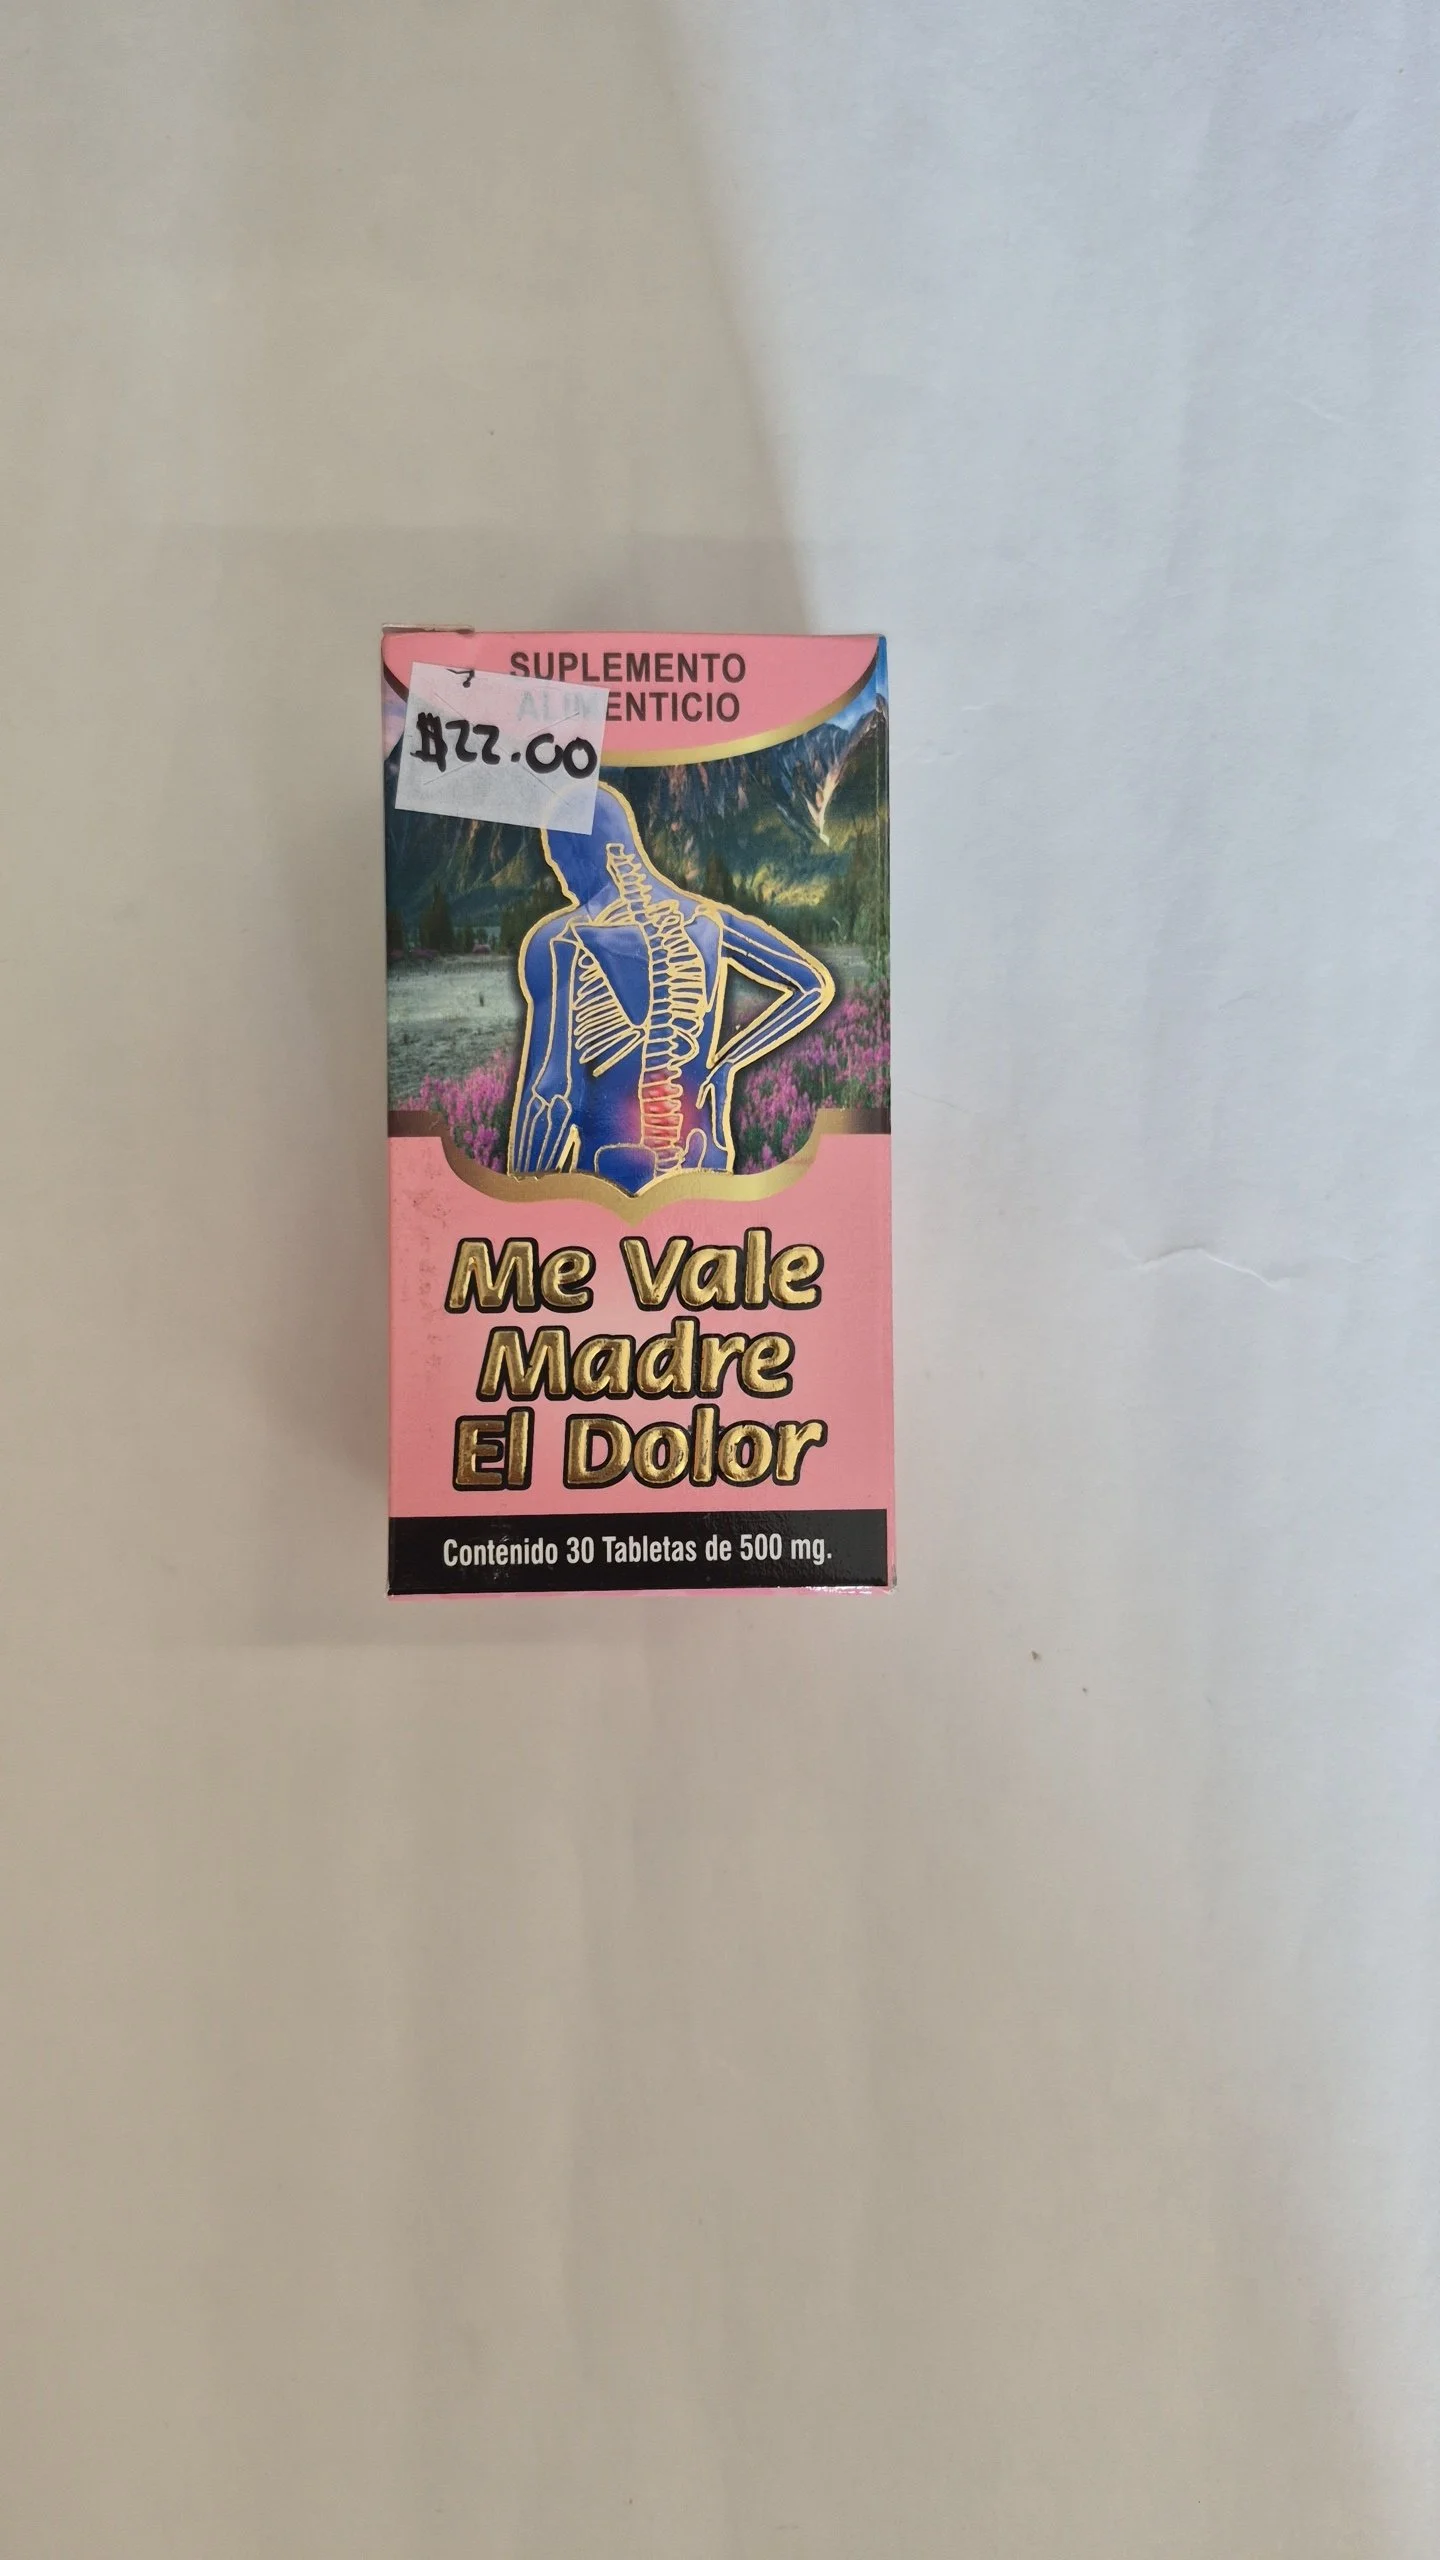 SUPLEMENTO
ALIMENTICIO
$22.00
Me Vale
Madre
El Dolor
Contenido 30 Tabletas de 500 mg.